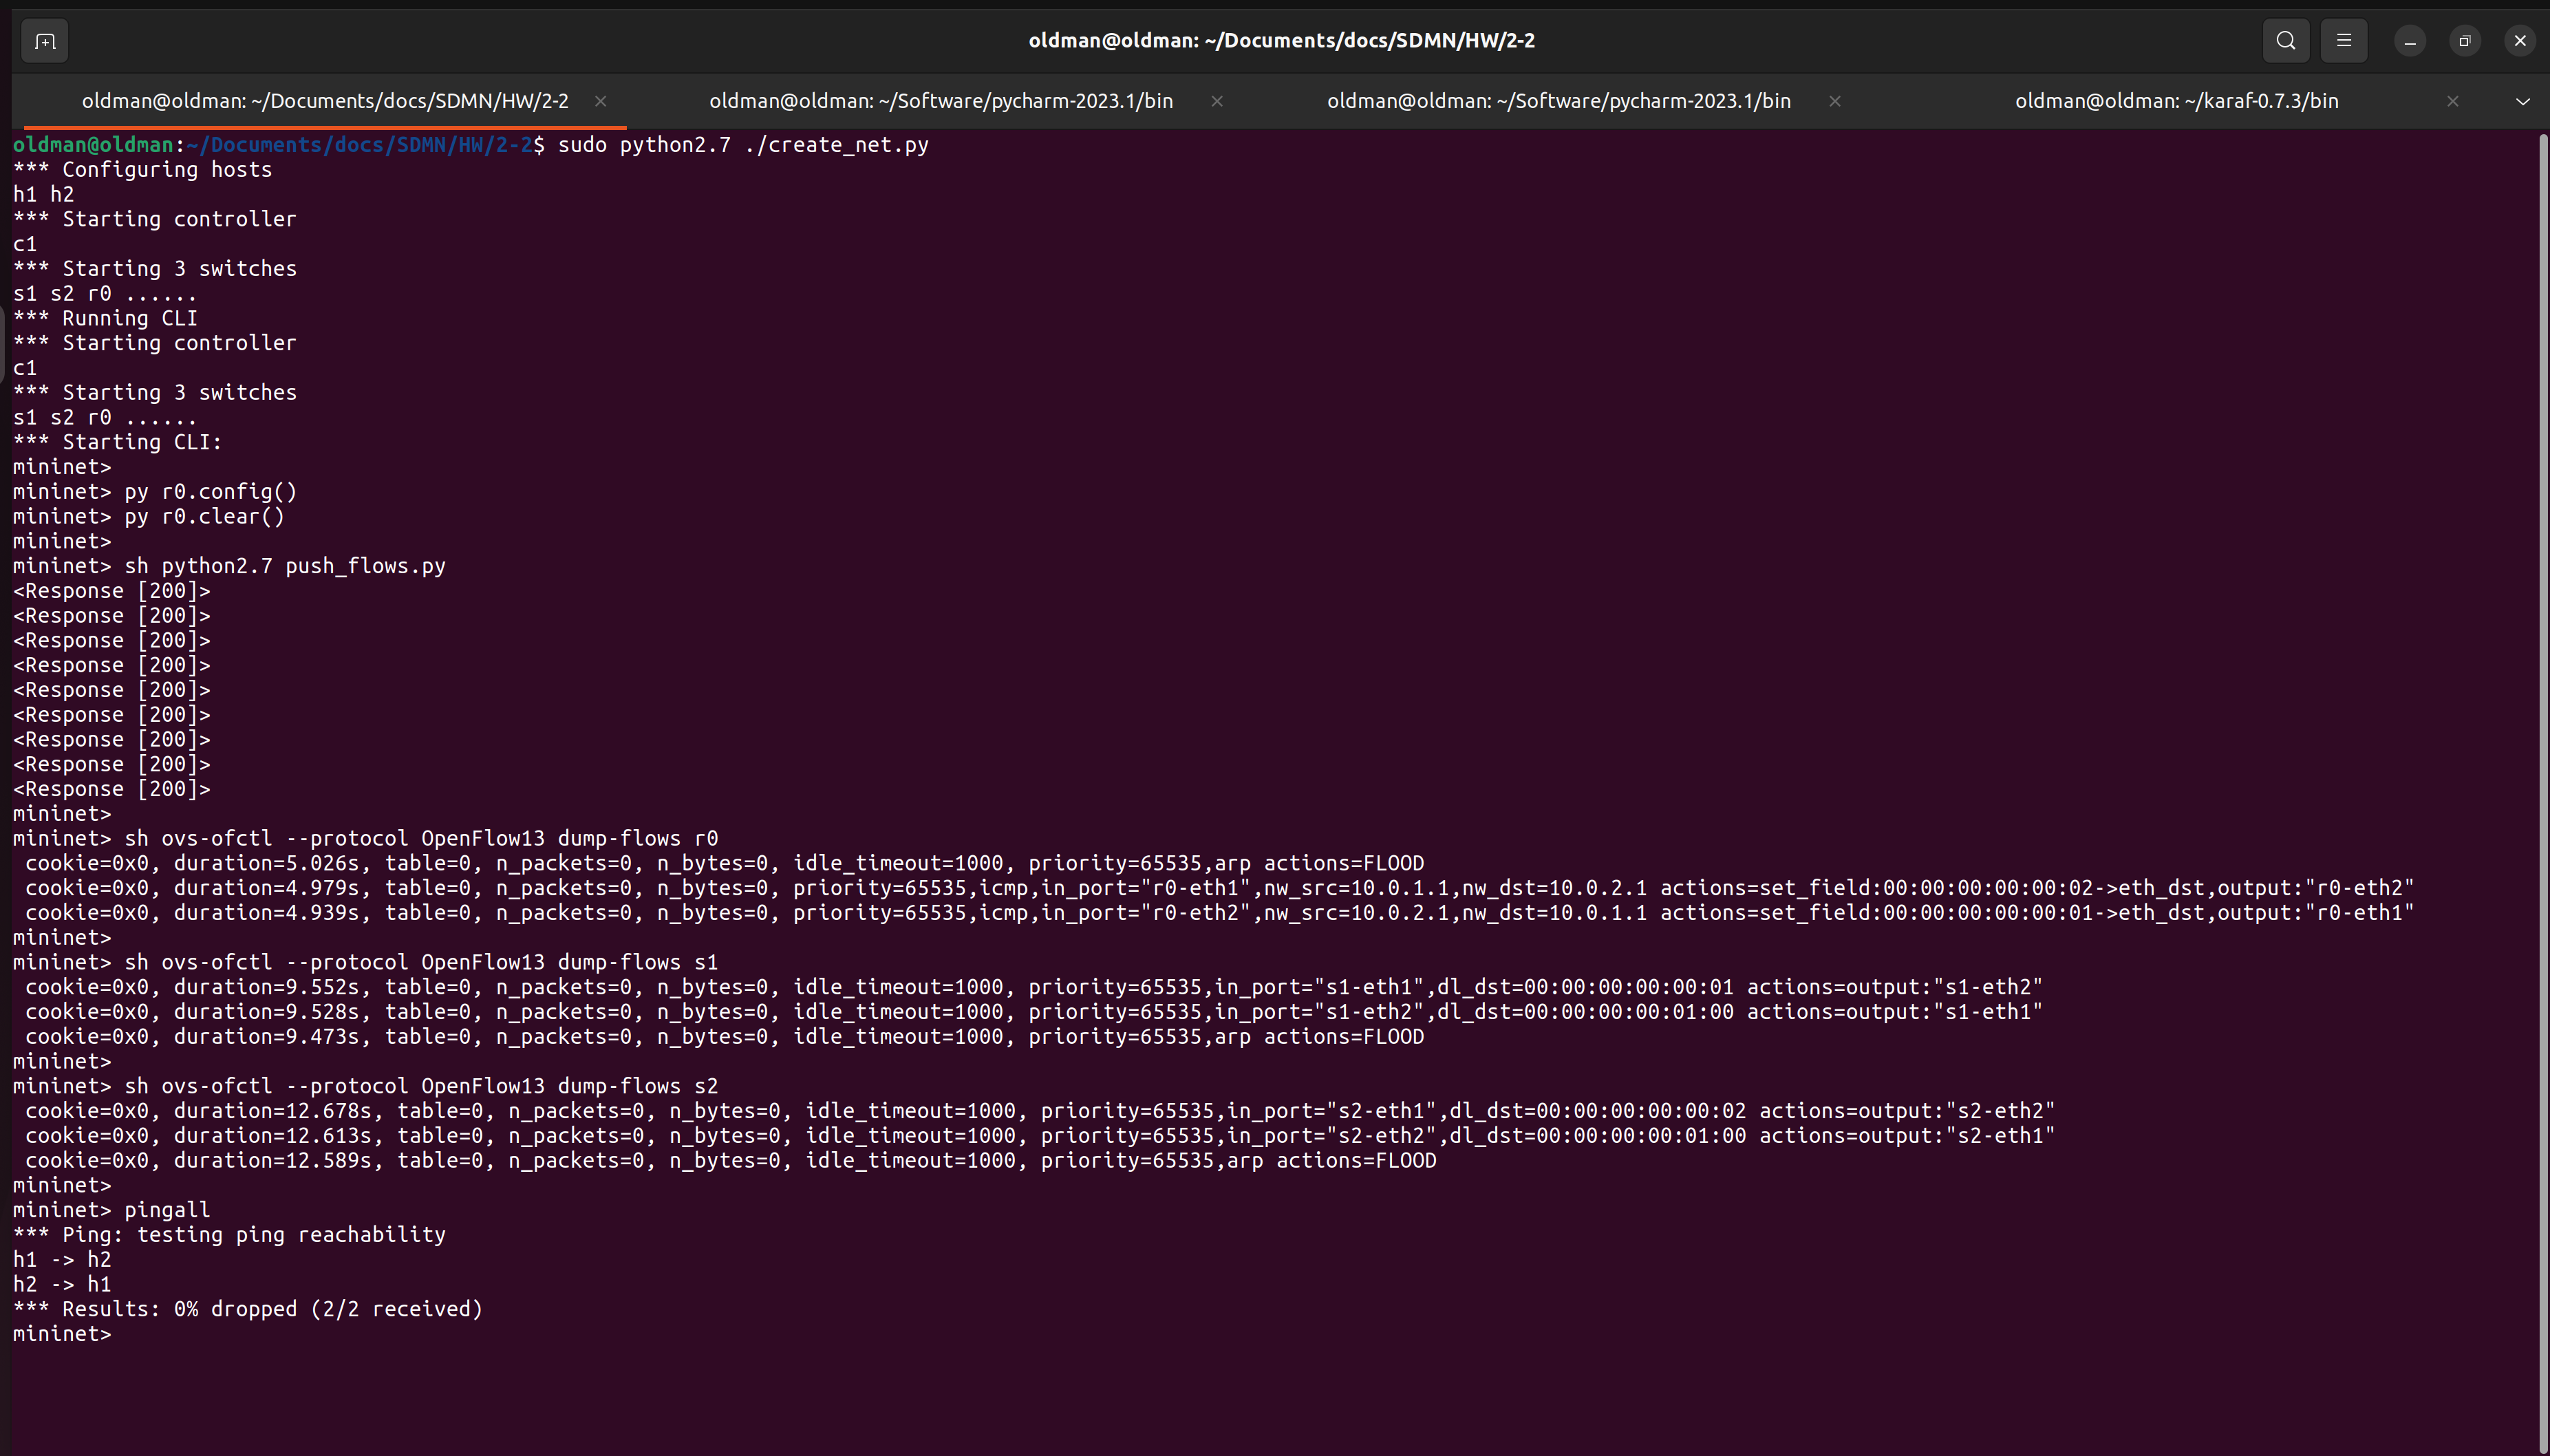 oldman@oldman: ~/Documents/docs/SDMN/HW/2-2
oldman@oldman: ~/Documents/docs/SDMN/HW/2-2
oldman@oldman: ~/Software/pycharm-2023.1/bin
oldman@oldman: ~/Software/pycharm-2023.1/bin
oldman@oldman: ~/karaf-0.7.3/bin
oldman@oldman:~/Documents/docs/SDMN/HW/2-2$ sudo python2.7 ./create_net.py
*** Configuring hosts
h1 h2
*** Starting controller
c1
*** Starting 3 switches
s1 s2 r0 ......
*** Running CLI
*** Starting controller
c1
*** Starting 3 switches
s1 s2 r0 ......
*** Starting CLI:
mininet>
mininet> py r0.config()
mininet> py r0.clear()
mininet>
mininet> sh python2.7 push_flows.py
<Response [200]>
<Response [200]>
<Response [200]>
<Response [200]>
<Response [200]>
<Response [200]>
<Response [200]>
<Response [200]>
<Response [200]>
mininet>
mininet> sh ovs-ofctl --protocol OpenFlow13 dump-flows r0
 cookie=0x0, duration=5.026s, table=0, n_packets=0, n_bytes=0, idle_timeout=1000, priority=65535,arp actions=FLOOD
 cookie=0x0, duration=4.979s, table=0, n_packets=0, n_bytes=0, priority=65535,icmp,in_port="r0-eth1",nw_src=10.0.1.1,nw_dst=10.0.2.1 actions=set_field:00:00:00:00:00:02->eth_dst,output:"r0-eth2"
 cookie=0x0, duration=4.939s, table=0, n_packets=0, n_bytes=0, priority=65535,icmp,in_port="r0-eth2",nw_src=10.0.2.1,nw_dst=10.0.1.1 actions=set_field:00:00:00:00:00:01->eth_dst,output:"r0-eth1"
mininet>
mininet> sh ovs-ofctl --protocol OpenFlow13 dump-flows s1
 cookie=0x0, duration=9.552s, table=0, n_packets=0, n_bytes=0, idle_timeout=1000, priority=65535,in_port="s1-eth1",dl_dst=00:00:00:00:00:01 actions=output:"s1-eth2"
 cookie=0x0, duration=9.528s, table=0, n_packets=0, n_bytes=0, idle_timeout=1000, priority=65535,in_port="s1-eth2",dl_dst=00:00:00:00:01:00 actions=output:"s1-eth1"
 cookie=0x0, duration=9.473s, table=0, n_packets=0, n_bytes=0, idle_timeout=1000, priority=65535,arp actions=FLOOD
mininet>
mininet> sh ovs-ofctl --protocol OpenFlow13 dump-flows s2
 cookie=0x0, duration=12.678s, table=0, n_packets=0, n_bytes=0, idle_timeout=1000, priority=65535,in_port="s2-eth1",dl_dst=00:00:00:00:00:02 actions=output:"s2-eth2"
 cookie=0x0, duration=12.613s, table=0, n_packets=0, n_bytes=0, idle_timeout=1000, priority=65535,in_port="s2-eth2",dl_dst=00:00:00:00:01:00 actions=output:"s2-eth1"
 cookie=0x0, duration=12.589s, table=0, n_packets=0, n_bytes=0, idle_timeout=1000, priority=65535,arp actions=FLOOD
mininet>
mininet> pingall
*** Ping: testing ping reachability
h1 -> h2
h2 -> h1
*** Results: 0% dropped (2/2 received)
mininet>